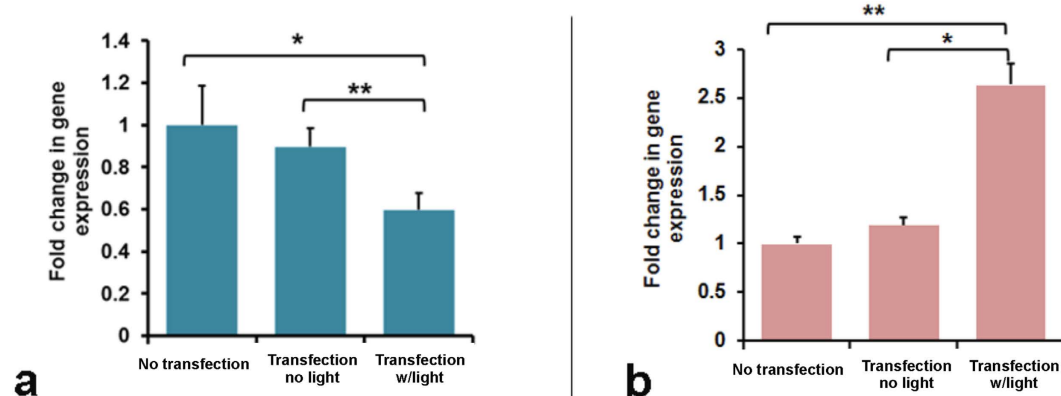 *
**
1.4
1.2
1
0.8
0.6
0.4
0.2
0
Fold change in gene
expression
No transfection
Transfection
no light
Transfection
w/light
a
**
*
3
2.5
2
1.5
1
0.5
0
Fold change in gene
expression
No transfection
Transfection
no light
Transfection
w/light
b